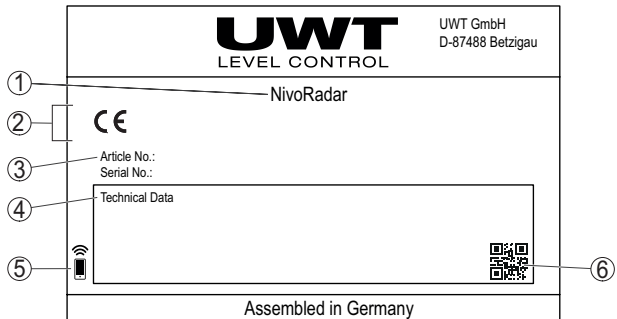 UWT
LEVEL CONTROL
UWT GmbH
D-87488 Betzigau
1
NivoRadar
2
CE
3
Article No.:
Serial No.:
4
Technical Data
5
6
Assembled in Germany